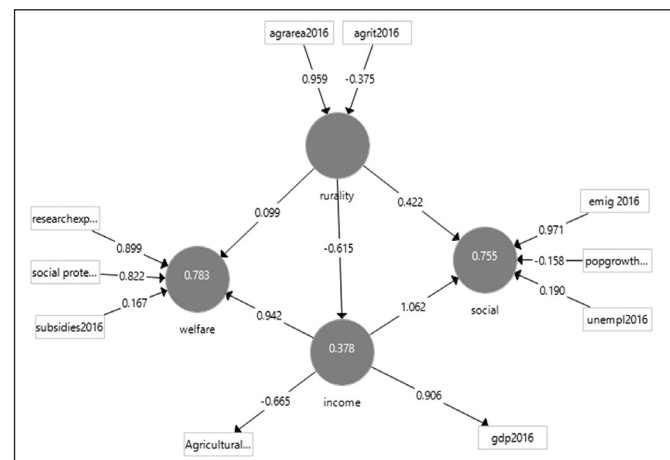 agrarea2016 agrit2016
0.959 -0.375
rurality
researchexp...
0.899
social prote...
0.822
subsidies2016
0.167
0.099
-0.615
0.422
emig 2016
0.971
popgrowth...
-0.158
unempl2016
0.190
0.783
welfare
0.755
social
0.942
1.062
0.378
income
-0.665
0.906
Agricultural...
gdp2016